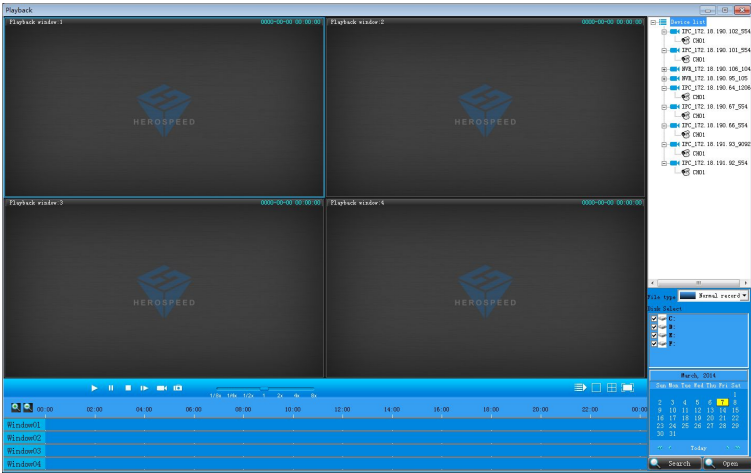 Playback
Playback window:1 0000-00-00 00:00:00
Playback window:2 0000-00-00 00:00:00
HEROSPEED
HEROSPEED
Playback window:3 0000-00-00 00:00:00
Playback window:4 0000-00-00 00:00:00
HEROSPEED
HEROSPEED
Device list
IPC_172.18.190.102_554
CH01
IPC_172.18.190.101_554
CH01
NVR_172.18.190.106_104
NVR_172.18.190.95_105
IPC_172.18.190.64_1206
CH01
IPC_172.18.190.67_554
CH01
IPC_172.18.190.66_554
CH01
IPC_172.18.191.93_9092
CH01
IPC_172.18.191.92_554
CH01
File type Normal record
Disk Select
C:
D:
E:
F:
March, 2014
Sun Mon Tue Wed Thu Fri Sat
1
2 3 4 5 6 7 8
9 10 11 12 13 14 15
16 17 18 19 20 21 22
23 24 25 26 27 28 29
30 31
Today
Search Open
1/8x 1/4x 1/2x 1 2x 4x 8x
00:00 02:00 04:00 06:00 08:00 10:00 12:00 14:00 16:00 18:00 20:00 22:00 00:00
Window01
Window02
Window03
Window04